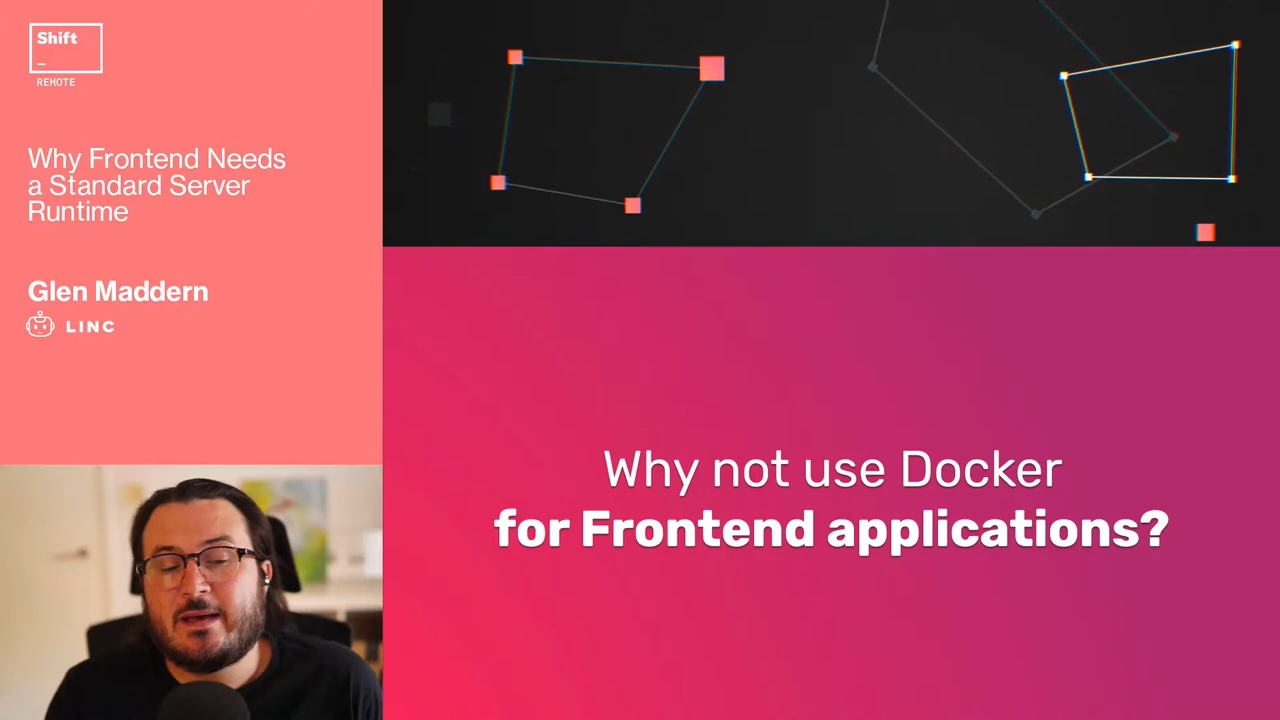 Shift
_
REMOTE
Why Frontend Needs
a Standard Server
Runtime
Glen Maddern
LINC
Why not use Docker
for Frontend applications?